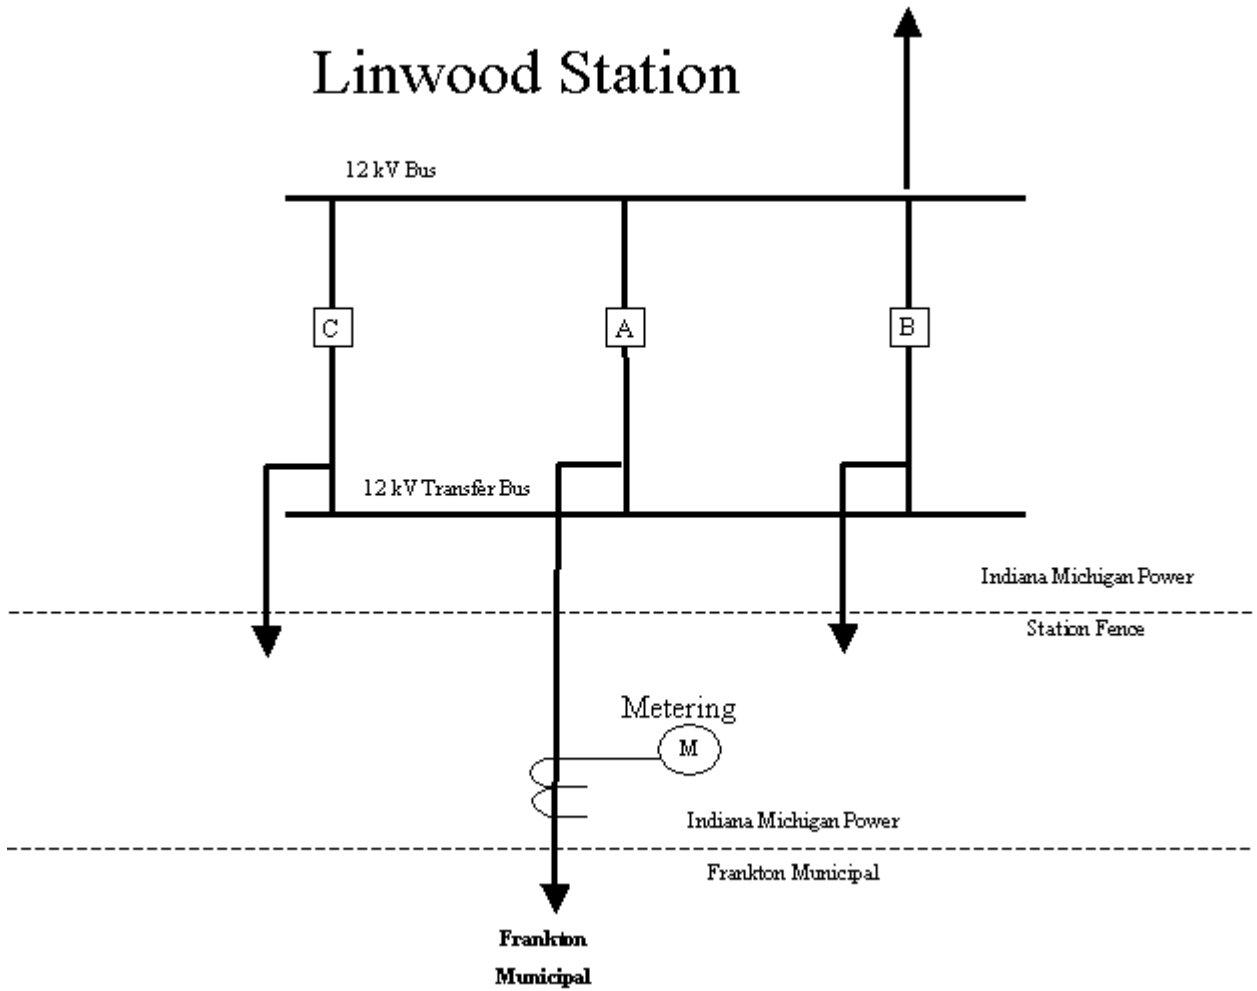 Linwood Station
12 kV Bus
C
A
B
12 kV Transfer Bus
Indiana Michigan Power
Station Fence
Metering
M
Indiana Michigan Power
Frankton Municipal
Frankton
Municipal